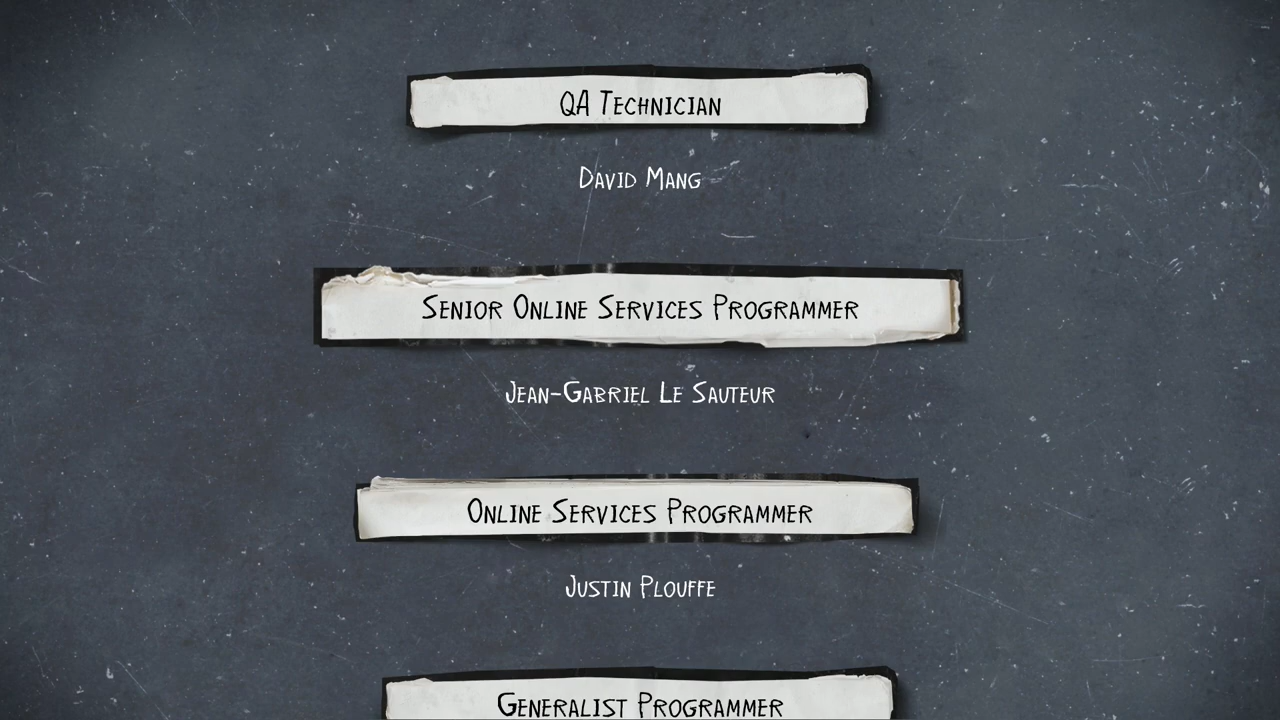 QA Technician
David Mang
Senior Online Services Programmer
Jean-Gabriel Le Sauteur
Online Services Programmer
Justin Plouffe
Generalist Programmer